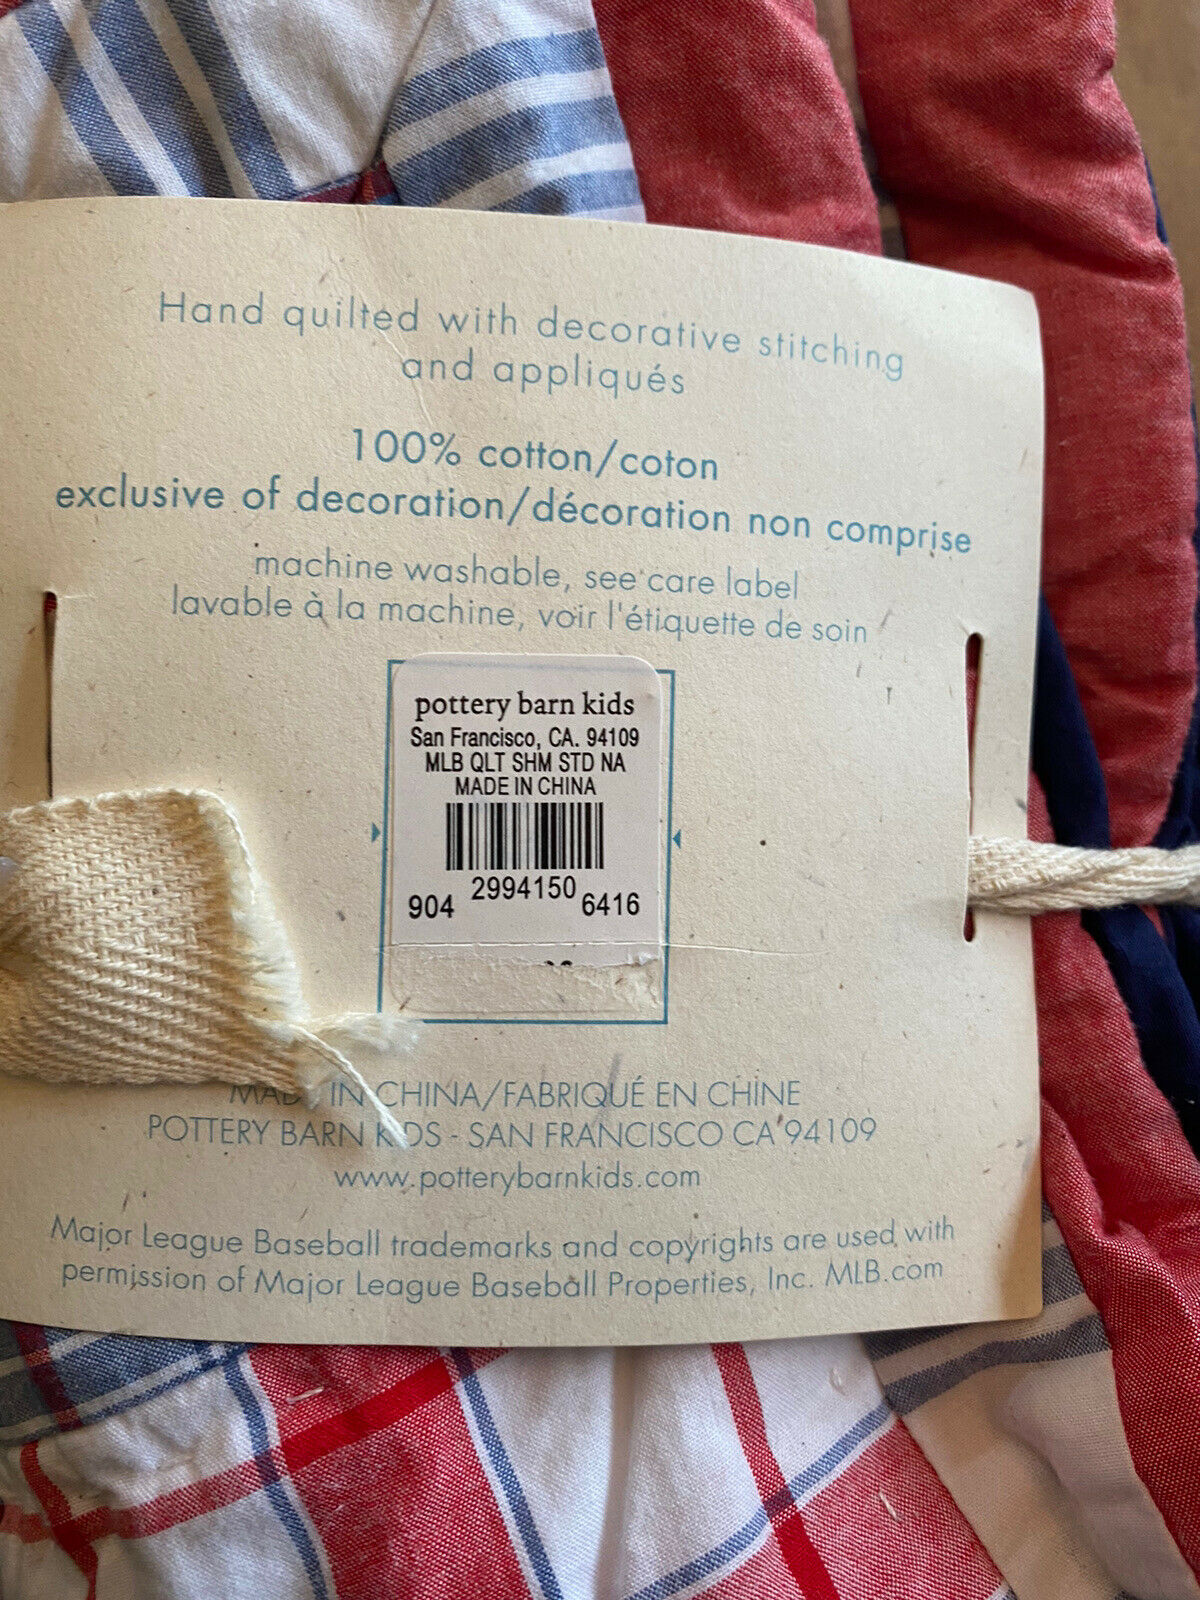 Hand quilted with decorative stitching
and appliqués
100% cotton/coton
exclusive of decoration/décoration non comprise
machine washable, see care label
lavable à la machine, voir l'étiquette de soin
pottery barn kids
San Francisco, CA. 94109
MLB QLT SHM STD NA
MADE IN CHINA
904 2994150 6416
MADE IN CHINA/FABRIQUÉ EN CHINE
POTTERY BARN KIDS - SAN FRANCISCO CA 94109
www.potterybarnkids.com
Major League Baseball trademarks and copyrights are used with
permission of Major League Baseball Properties, Inc. MLB.com